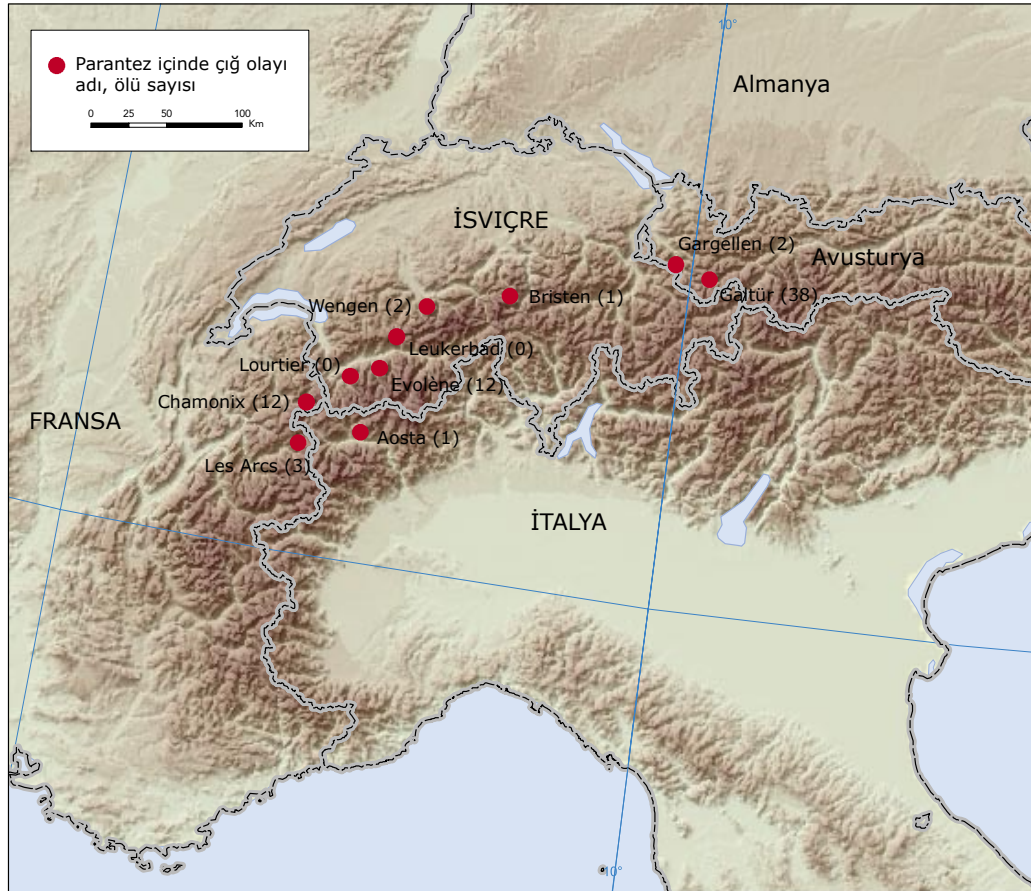 Parantez içinde çığ olayı
adı, ölü sayısı
0 25 50 100
Km
10°
Almanya
İSVİÇRE
Gargellen (2)
Avusturya
Galtür (38)
Wengen (2)
Bristen (1)
Leukerbad (0)
Lourtier (0)
Evolène (12)
Chamonix (12)
FRANSA
Aosta (1)
Les Arcs (3)
İTALYA
10°